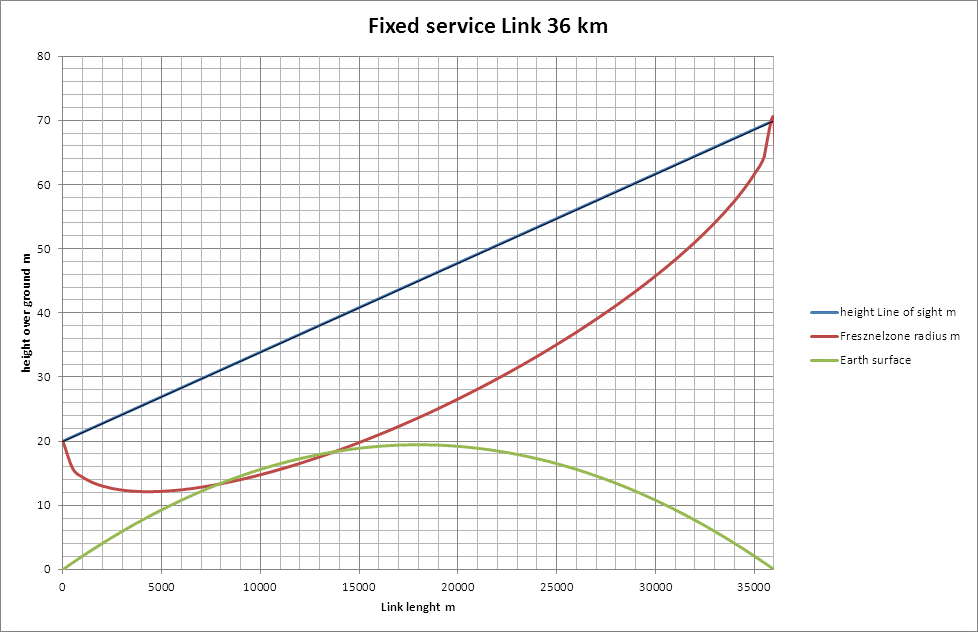 Fixed service Link 36 km
80
70
60
50
40
30
20
10
0
height over ground m
0 5000 10000 15000 20000 25000 30000 35000
Link lenght m
height Line of sight m
Fresznelzone radius m
Earth surface